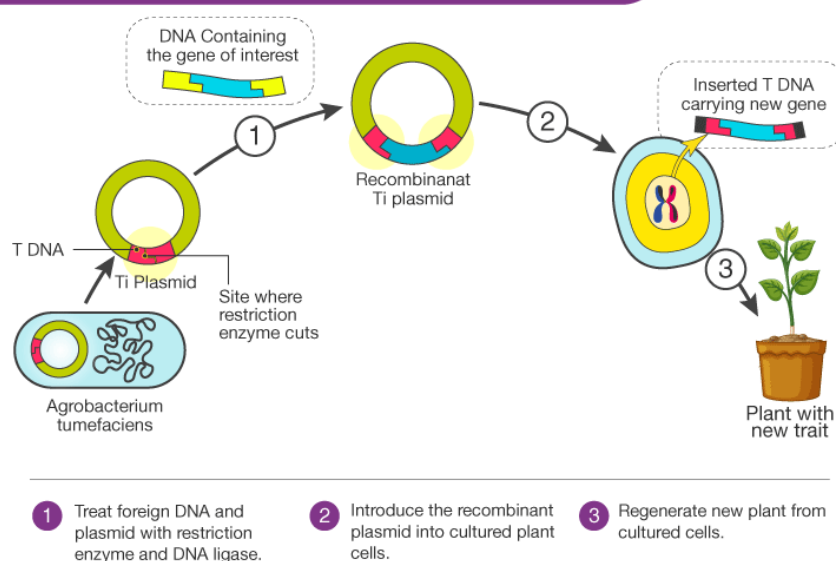 DNA Containing
the gene of interest
1
Recombinanat
Ti plasmid
2
Inserted T DNA
carrying new gene
T DNA
Ti Plasmid
Site where
restriction
enzyme cuts
3
Agrobacterium
tumefaciens
Plant with
new trait
1
Treat foreign DNA and
plasmid with restriction
enzyme and DNA ligase.
2
Introduce the recombinant
plasmid into cultured plant
cells.
3
Regenerate new plant from
cultured cells.